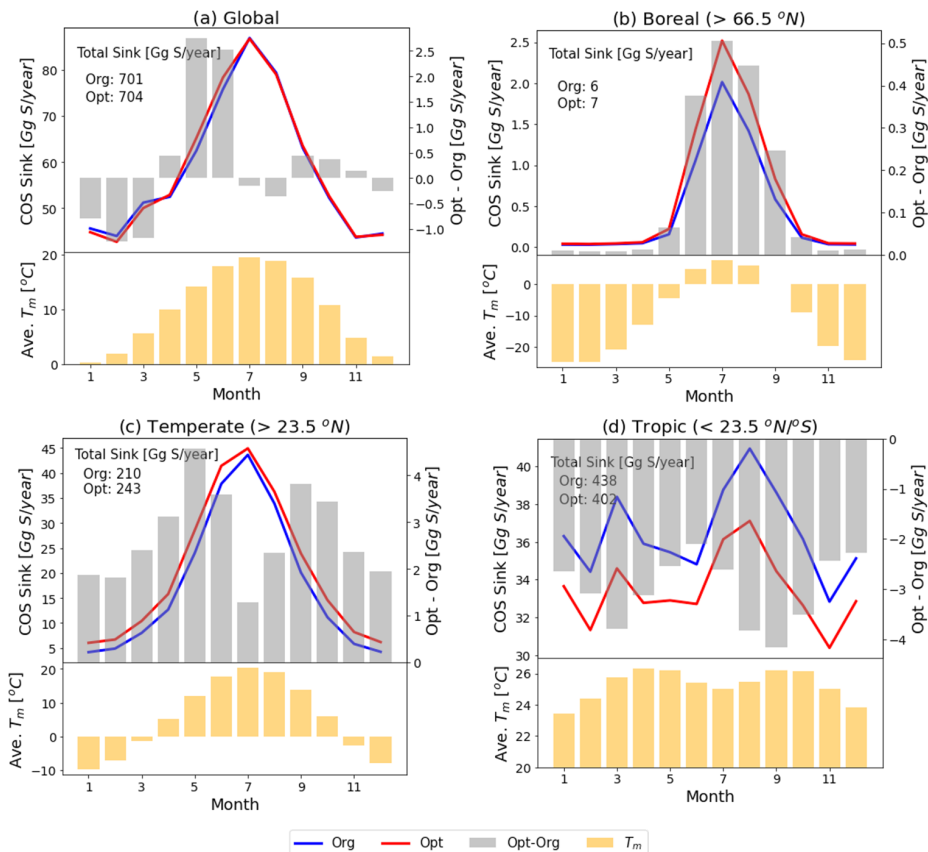 (a) Global
Total Sink [Gg S/year]
Org: 701
Opt: 704
COS Sink [Gg S/year]
80
70
60
50
Opt - Org [Gg S/year]
2.5
2.0
1.5
1.0
0.5
0.0
−0.5
−1.0
Ave. Tm [°C]
20
10
0
1 3 5 7 9 11
Month
(b) Boreal (> 66.5 °N)
Total Sink [Gg S/year]
Org: 6
Opt: 7
COS Sink [Gg S/year]
2.5
2.0
1.5
1.0
0.5
0.0
Opt - Org [Gg S/year]
0.5
0.4
0.3
0.2
0.1
0.0
Ave. Tm [°C]
0
−10
−20
1 3 5 7 9 11
Month
(c) Temperate (> 23.5 °N)
Total Sink [Gg S/year]
Org: 210
Opt: 243
COS Sink [Gg S/year]
45
40
35
30
25
20
15
10
5
Opt - Org [Gg S/year]
4
3
2
1
0
Ave. Tm [°C]
20
10
0
−10
1 3 5 7 9 11
Month
(d) Tropic (< 23.5 °N/°S)
Total Sink [Gg S/year]
Org: 438
Opt: 402
COS Sink [Gg S/year]
40
38
36
34
32
30
Opt - Org [Gg S/year]
0
−1
−2
−3
−4
Ave. Tm [°C]
26
24
22
20
1 3 5 7 9 11
Month
Org Opt Opt-Org Tm